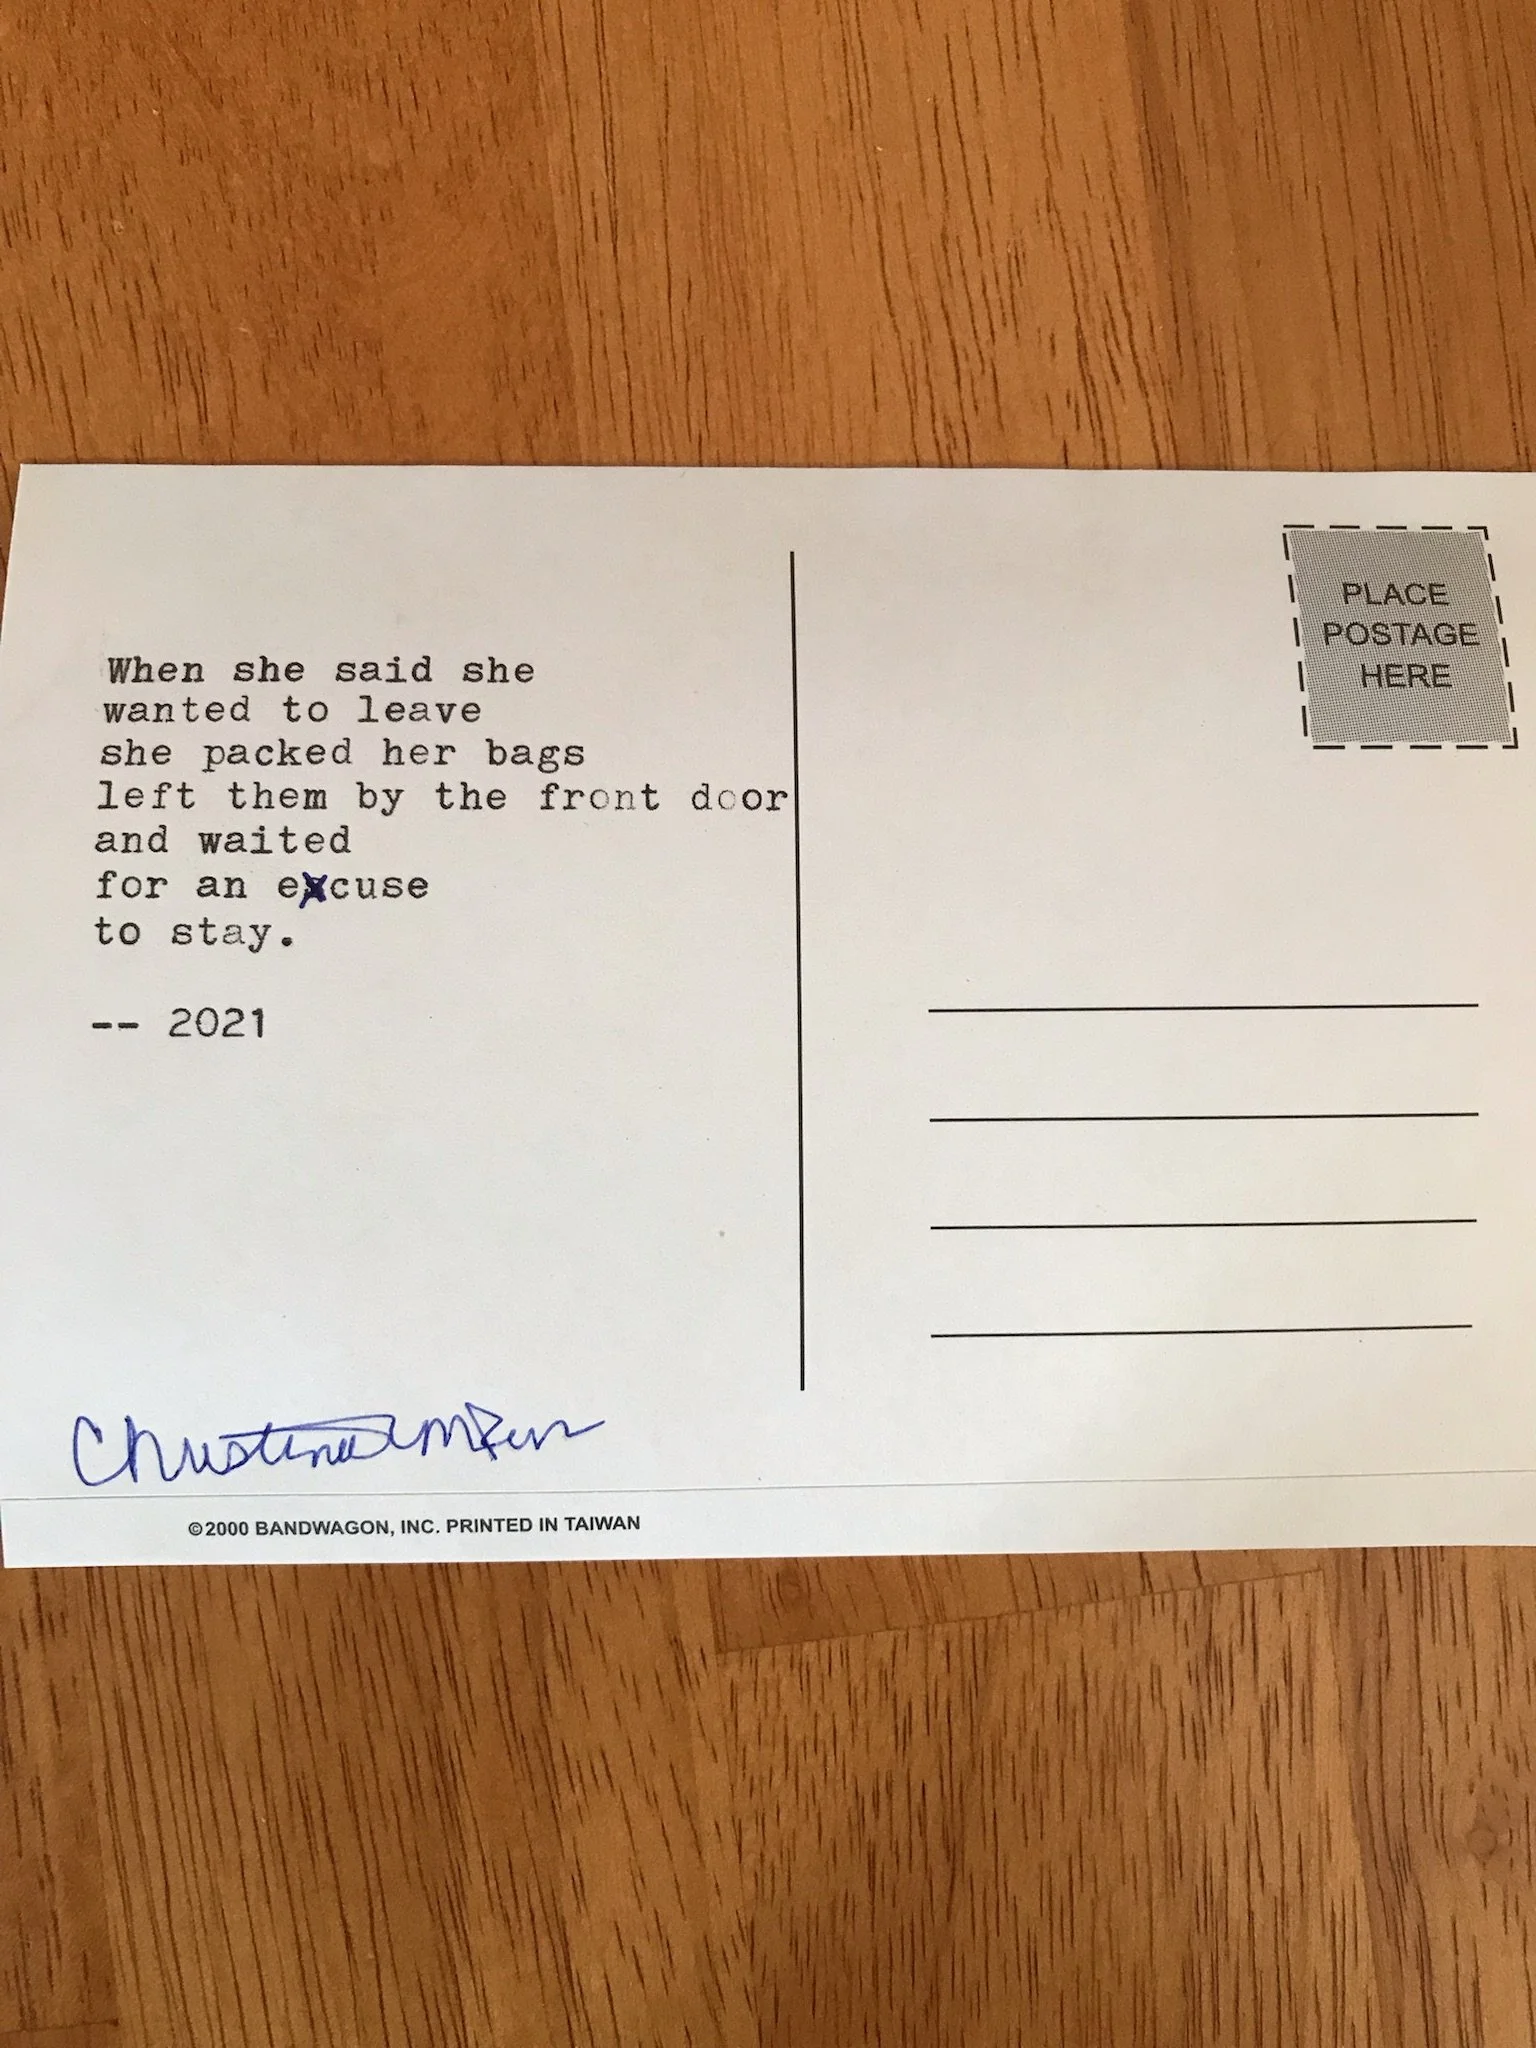 When she said she
wanted to leave
she packed her bags
left them by the front door
and waited
for an excuse
to stay.
-- 2021
PLACE
POSTAGE
HERE
Christina
©2000 BANDWAGON, INC. PRINTED IN TAIWAN